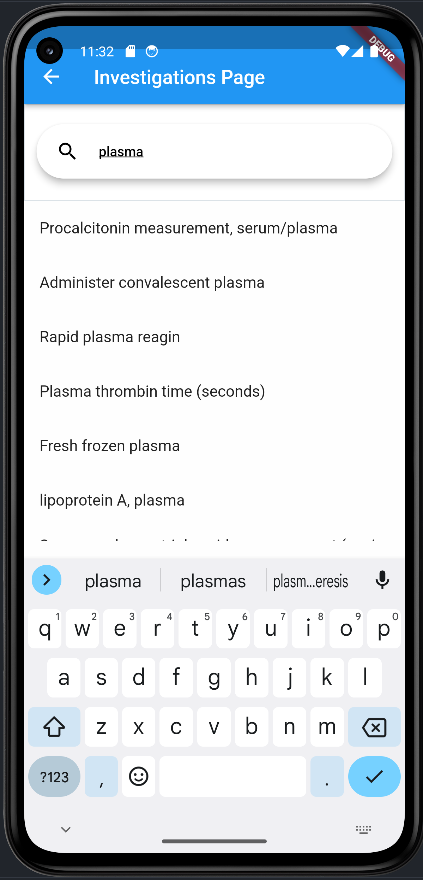 11:32
DEBUG
Investigations Page
plasma
Procalcitonin measurement, serum/plasma
Administer convalescent plasma
Rapid plasma reagin
Plasma thrombin time (seconds)
Fresh frozen plasma
lipoprotein A, plasma
plasma plasmas plasm...eresis
q1 w2 e3 r4 t5 y6 u7 i8 o9 p0
a s d f g h j k l
z x c v b n m
?123 , .